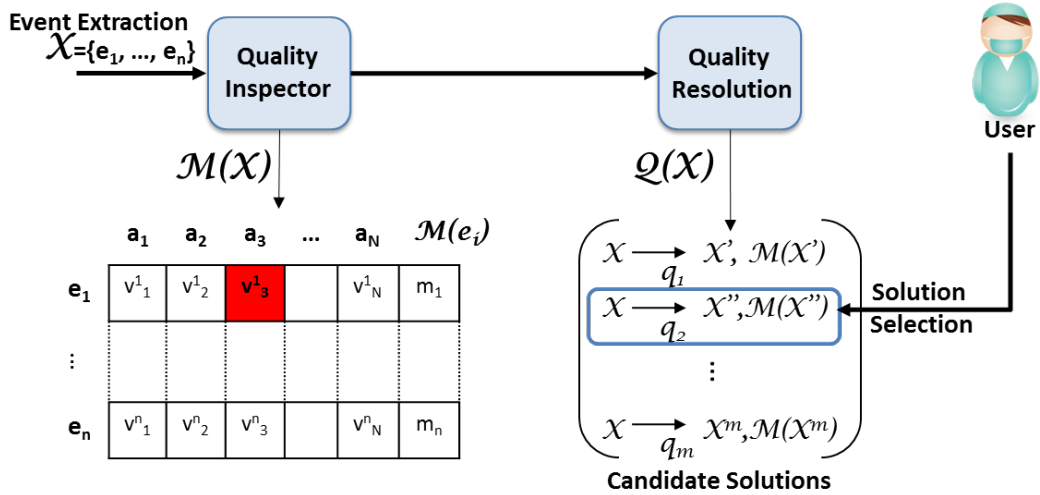 Event Extraction
X={e1, ..., en}
Quality
Inspector
Quality
Resolution
User
M(X)
Q(X)
a1 a2 a3 ... aN M(ei)
e1 v¹1 v¹2 v¹3 v¹N m1
⋮
en vⁿ1 vⁿ2 vⁿ3 vⁿN mn
X → X', M(X')
q1
X → X'',M(X'')
q2
⋮
X → Xᵐ,M(Xᵐ)
qm
Solution
Selection
Candidate Solutions